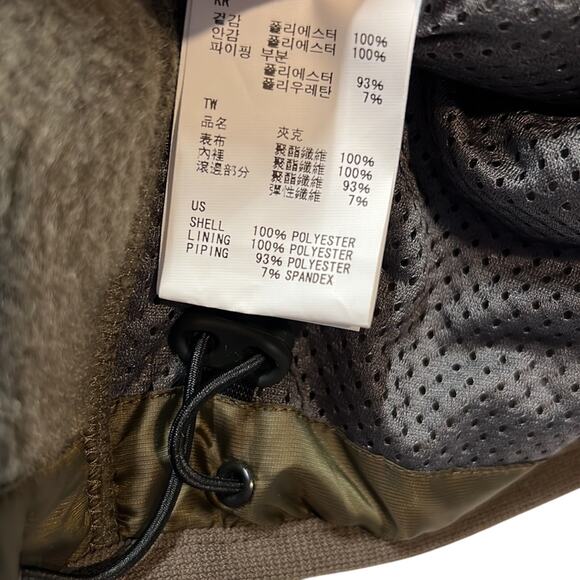 KR
겉감 폴리에스터 100%
안감 폴리에스터 100%
파이핑 부분
폴리에스터 93%
폴리우레탄 7%
TW
品名 夾克
表布 聚酯纖維 100%
內裡 聚酯纖維 100%
滾邊部分 聚酯纖維 93%
彈性纖維 7%
US
SHELL 100% POLYESTER
LINING 100% POLYESTER
PIPING 93% POLYESTER
7% SPANDEX